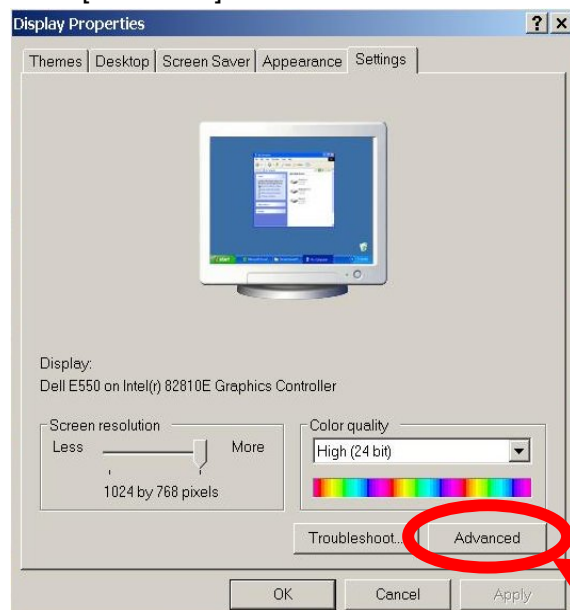 Display Properties
Themes Desktop Screen Saver Appearance Settings
Display:
Dell E550 on Intel(r) 82810E Graphics Controller
Screen resolution
Less More
1024 by 768 pixels
Color quality
High (24 bit)
Troubleshoot... Advanced
OK Cancel Apply